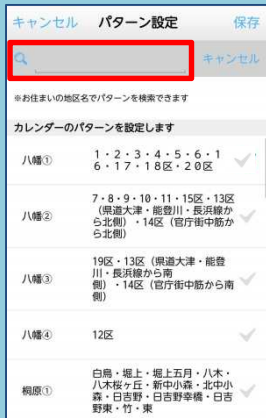 キャンセル パターン設定 保存
キャンセル
※お住まいの地区名でパターンを検索できます
カレンダーのパターンを設定します
八幡① 1・2・3・4・5・6・1
6・17・18区・20区
7・8・9・10・11・15区・13区
八幡② （県道大津・能登川・長浜線か
ら北側）・14区（官庁街中筋か
ら北側）
19区・13区（県道大津・能登
八幡③ 川・長浜線から南
側）・14区（官庁街中筋から南
側）
八幡④ 12区
白鳥・堀上・堀上五月・八木・
桐原① 八木桜ヶ丘・新中小森・北中小
森・日吉野・日吉野幸橋・日吉
野東・竹・東